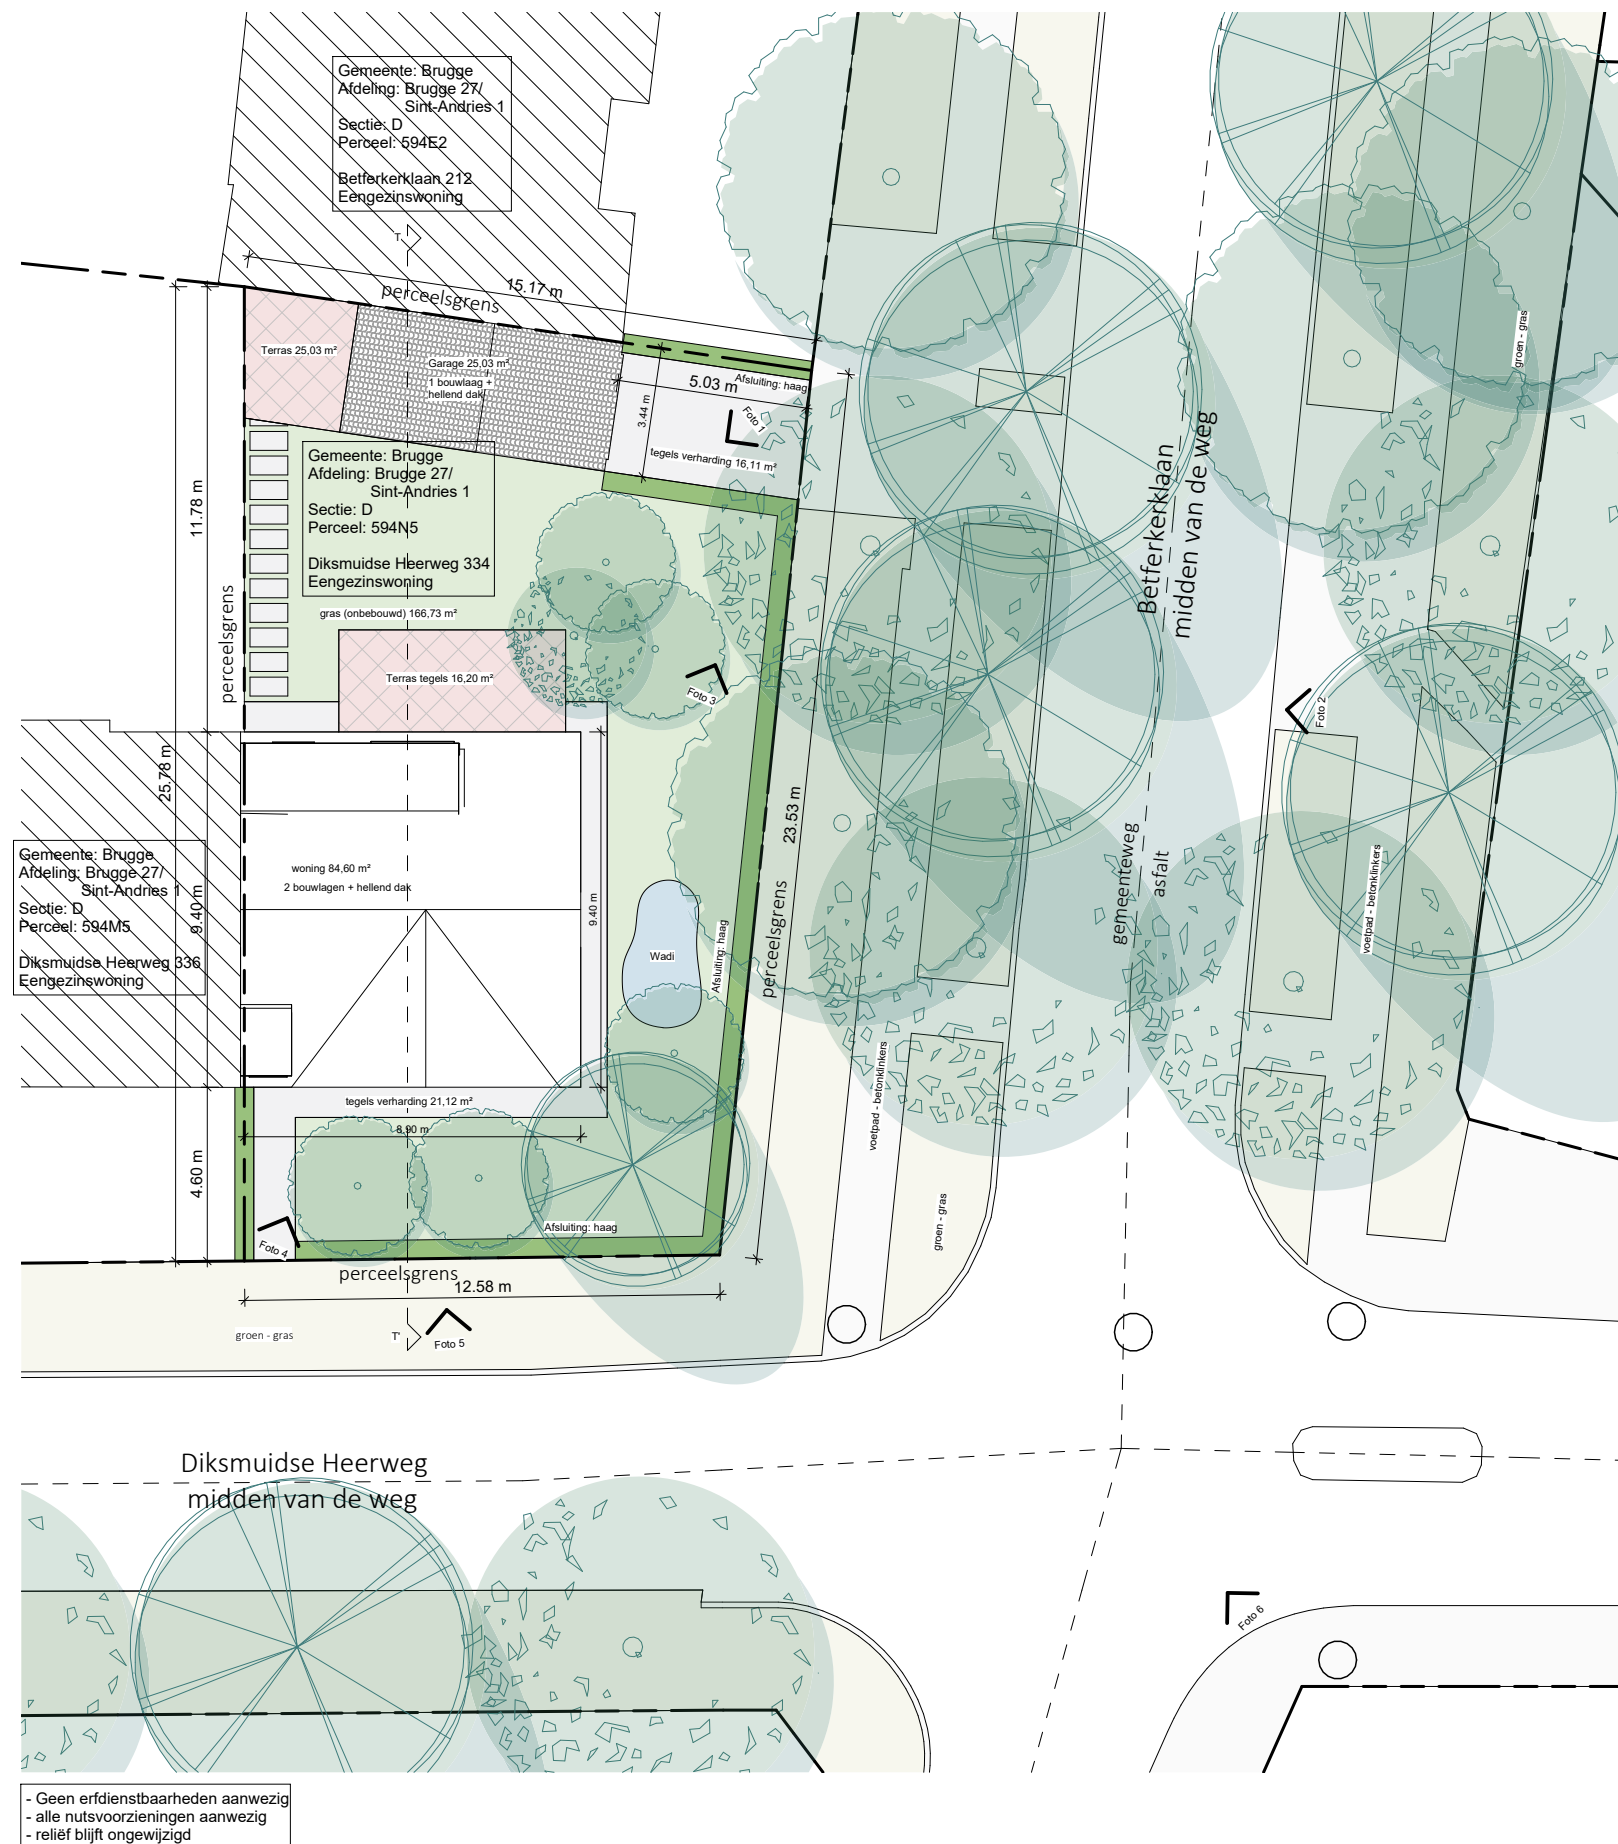 Gemeente: Brugge
Afdeling: Brugge 27/
Sint-Andries 1
Sectie: D
Perceel: 594E2
Betferkerklaan 212
Eengezinswoning
T
15.17 m
perceelsgrens
Terras 25,03 m²
Garage 25,03 m²
1 bouwlaag +
hellend dak
5.03 m
Afsluiting: haag
3.44 m
Foto 1
tegels verharding 16,11 m²
groen - gras
Gemeente: Brugge
Afdeling: Brugge 27/
Sint-Andries 1
Sectie: D
Perceel: 594N5
Diksmuidse Heerweg 334
Eengezinswoning
11.78 m
perceelsgrens
gras (onbebouwd) 166,73 m²
Terras tegels 16,20 m²
Foto 3
Betferkerklaan
midden van de weg
Foto 2
25.78 m
23.53 m
Gemeente: Brugge
Afdeling: Brugge 27/
Sint-Andries 1
Sectie: D
Perceel: 594M5
Diksmuidse Heerweg 336
Eengezinswoning
9.40 m
woning 84,60 m²
2 bouwlagen + hellend dak
9.40 m
Wadi
Afsluiting: haag
perceelsgrens
gemeenteweg
asfalt
voetpad - betonklinkers
voetpad - betonklinkers
tegels verharding 21,12 m²
8.90 m
4.60 m
Foto 4
Afsluiting: haag
groen - gras
perceelsgrens
12.58 m
groen - gras
T'
Foto 5
Diksmuidse Heerweg
midden van de weg
Foto 6
- Geen erfdienstbaarheden aanwezig
- alle nutsvoorzieningen aanwezig
- reliëf blijft ongewijzigd